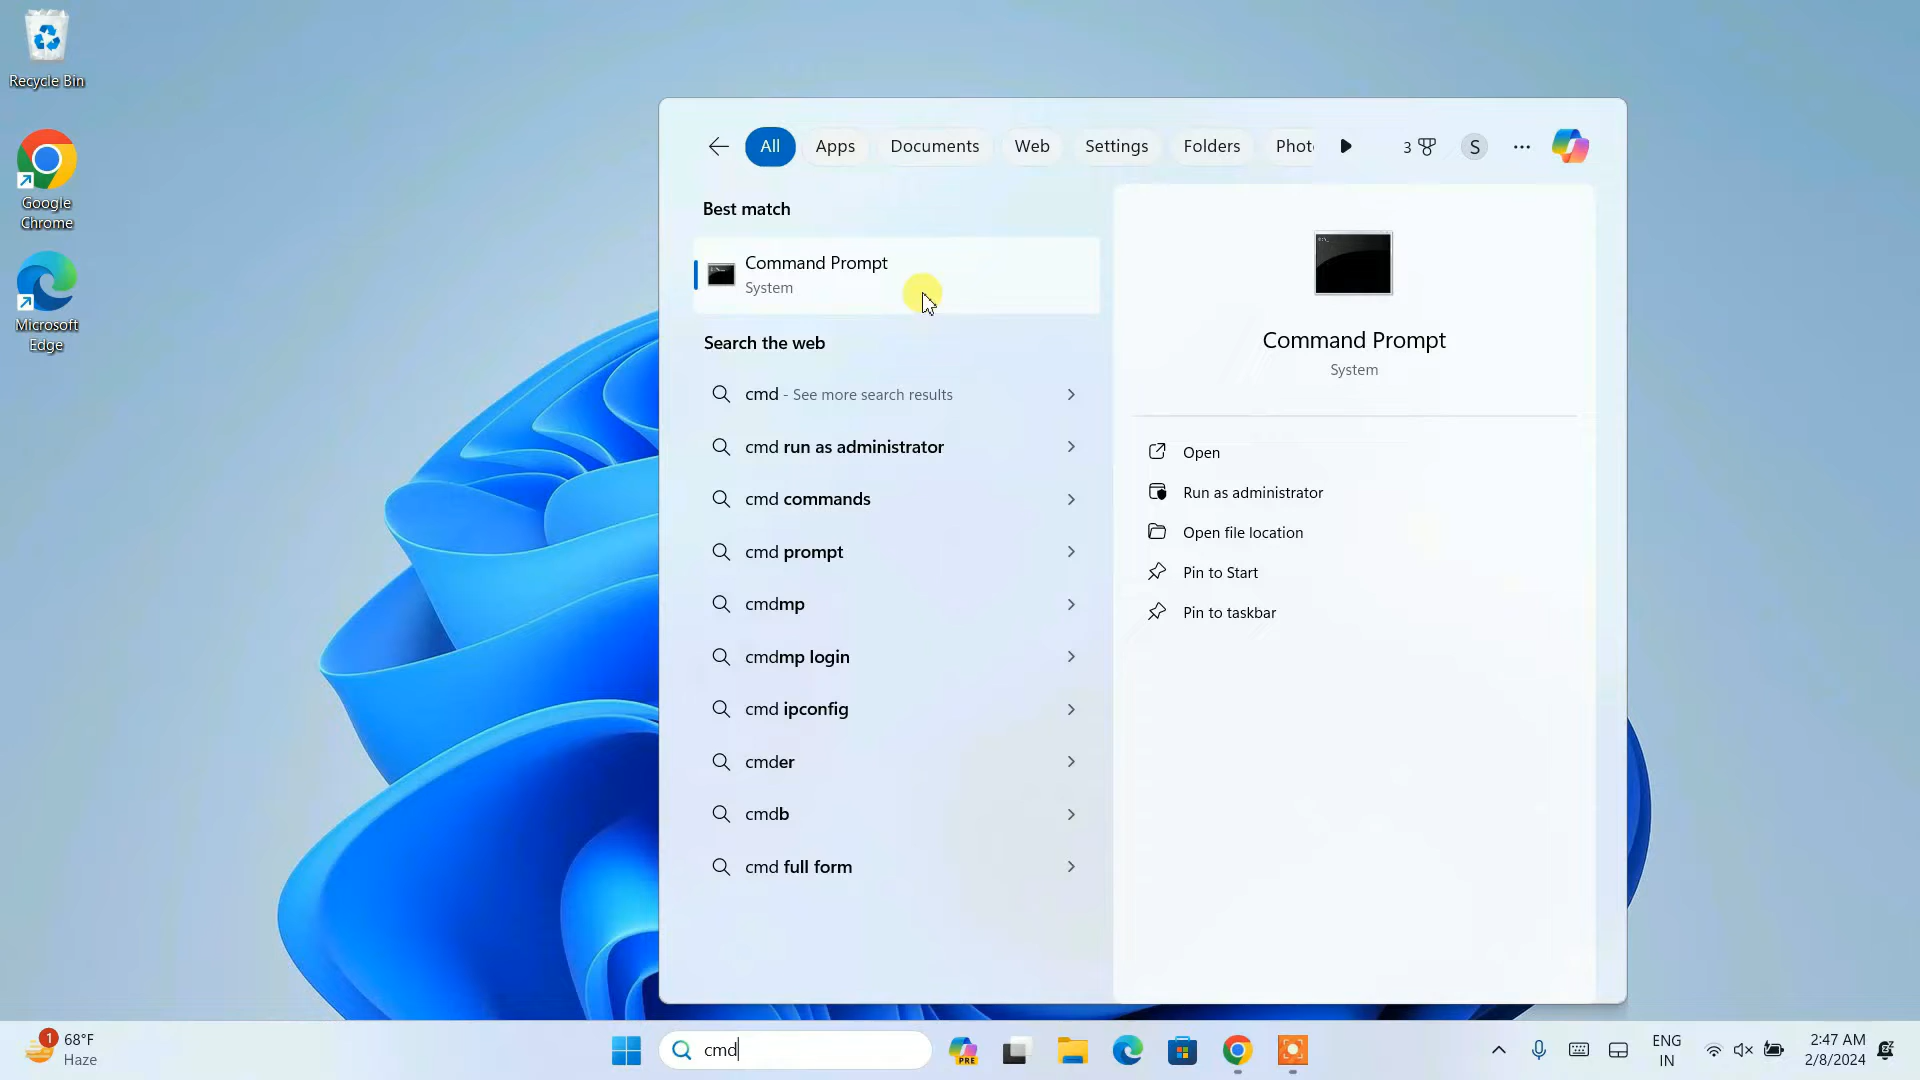 Recycle Bin
Google
Chrome
Microsoft
Edge
All
Apps
Documents
Web
Settings
Folders
Phot
3
S
Best match
Command Prompt
System
Search the web
cmd - See more search results
cmd run as administrator
cmd commands
cmd prompt
cmdmp
cmdmp login
cmd ipconfig
cmder
cmdb
cmd full form
Command Prompt
System
Open
Run as administrator
Open file location
Pin to Start
Pin to taskbar
1
68°F
Haze
cmd
PRE
ENG
IN
2:47 AM
2/8/2024